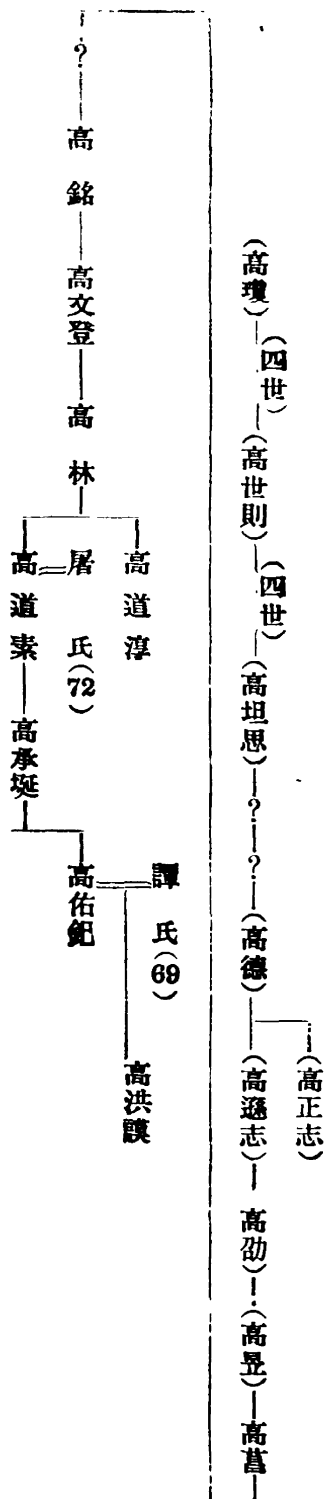 (高瓊)
(四世)
(高世則)
(四世)
(高坦思)
?
?
(高德)
(高正志)
(高遜志)
高劭)
(高昱)
高菖
?
高銘
高文登
高林
高道淳
屠氏(72)
高道素
高承埏
譚氏(69)
高佑釲
高洪謨